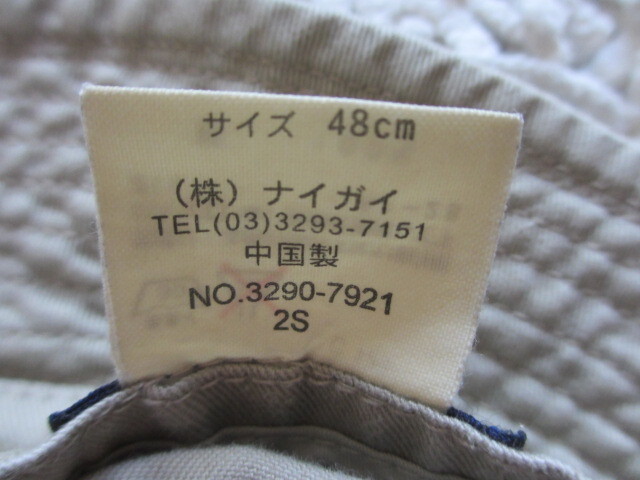 サイズ 48cm
（株）ナイガイ
TEL(03)3293-7151
中国製
NO.3290-7921
2S